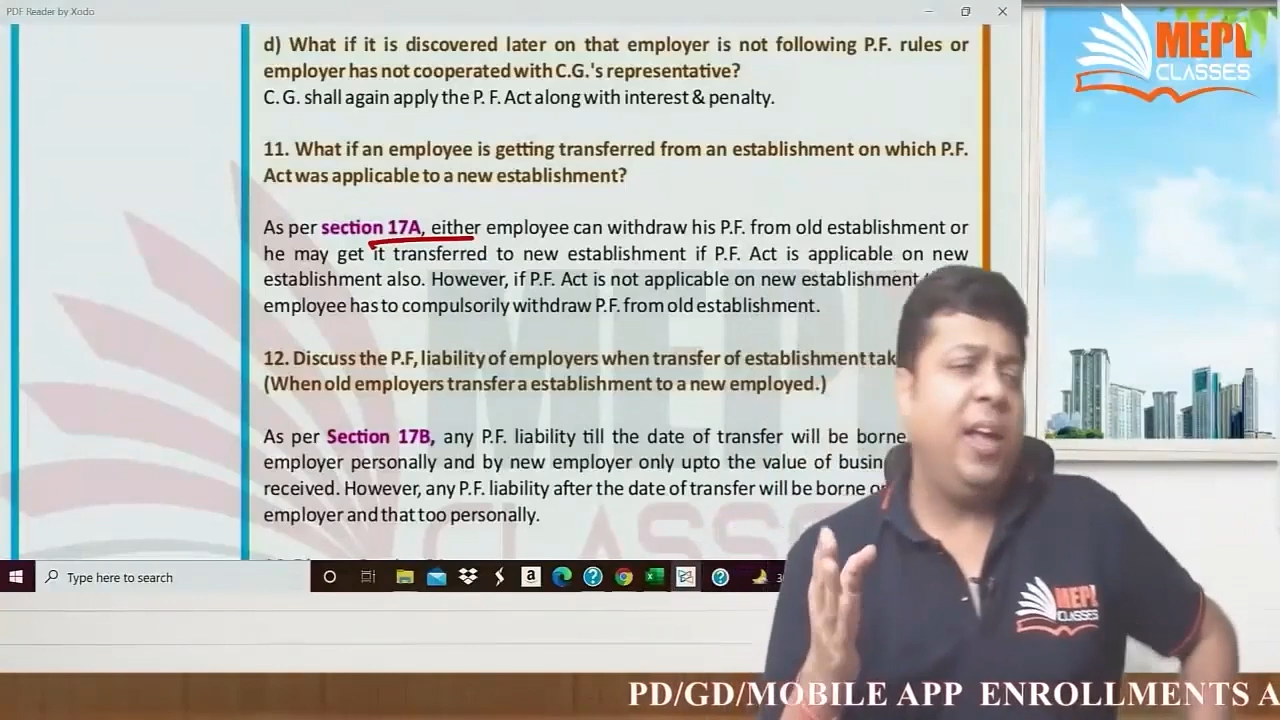 PDF Reader by Xodo
MEPL
CLASSES
d) What if it is discovered later on that employer is not following P.F. rules or
employer has not cooperated with C.G.'s representative?
C.G. shall again apply the P. F. Act along with interest & penalty.
11. What if an employee is getting transferred from an establishment on which P.F.
Act was applicable to a new establishment?
As per section 17A, either employee can withdraw his P.F. from old establishment or
he may get it transferred to new establishment if P.F. Act is applicable on new
establishment also. However, if P.F. Act is not applicable on new establishment
employee has to compulsorily withdraw P.F. from old establishment.
12. Discuss the P.F, liability of employers when transfer of establishment
(When old employers transfer a establishment to a new employed.)
As per Section 17B, any P.F. liability till the date of transfer will be borne
employer personally and by new employer only upto the value of
received. However, any P.F. liability after the date of transfer will be borne
employer and that too personally.
MEPL
CLASSES
Type here to search
a
MEPL
CLASSES
PD/GD/MOBILE APP ENROLLMENTS A